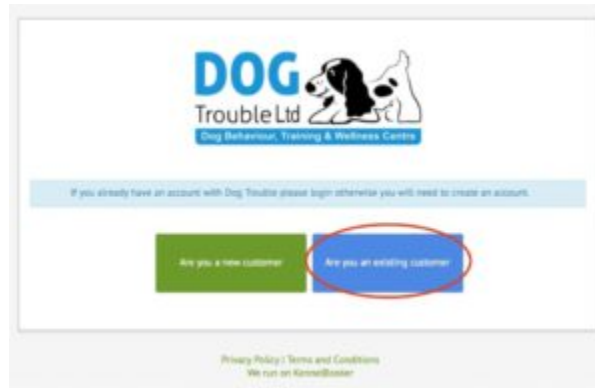 DOG
Trouble Ltd
Dog Behaviour, Training & Wellness Centre
If you already have an account with Dog Trouble please login otherwise you will need to create an account.
Are you a new customer
Are you an existing customer
Privacy Policy | Terms and Conditions
We run on KennelBooker